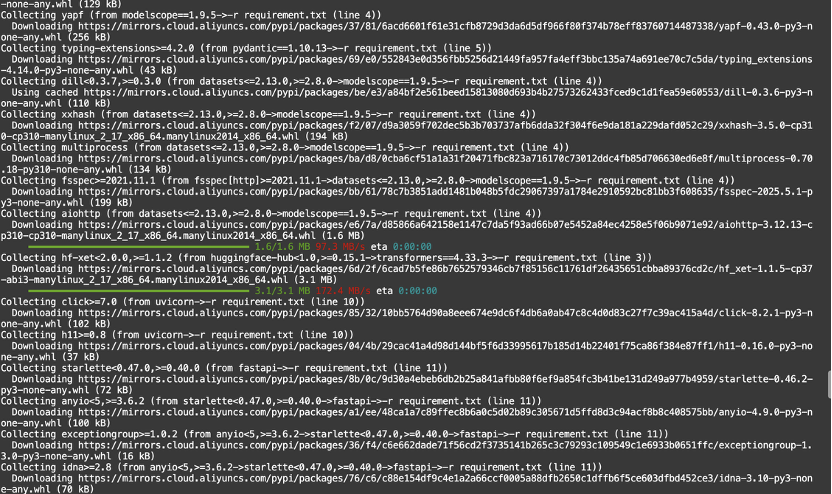 -none-any.whl (129 kB)
Collecting yapf (from modelscope==1.9.5->-r requirement.txt (line 4))
  Downloading https://mirrors.cloud.aliyuncs.com/pypi/packages/37/81/6acd6601f61e31cfb8729d3da6d5df966f80f374b78eff83760714487338/yapf-0.43.0-py3-n
one-any.whl (256 kB)
Collecting typing-extensions>=4.2.0 (from pydantic==1.10.13->-r requirement.txt (line 5))
  Downloading https://mirrors.cloud.aliyuncs.com/pypi/packages/69/e0/552843e0d356fbb5256d21449fa957fa4eff3bbc135a74a691ee70c7c5da/typing_extensions
-4.14.0-py3-none-any.whl (43 kB)
Collecting dill<0.3.7,>=0.3.0 (from datasets<=2.13.0,>=2.8.0->modelscope==1.9.5->-r requirement.txt (line 4))
  Using cached https://mirrors.cloud.aliyuncs.com/pypi/packages/be/e3/a84bf2e561beed15813080d693b4b27573262433fced9c1d1fea59e60553/dill-0.3.6-py3-n
one-any.whl (110 kB)
Collecting xxhash (from datasets<=2.13.0,>=2.8.0->modelscope==1.9.5->-r requirement.txt (line 4))
  Downloading https://mirrors.cloud.aliyuncs.com/pypi/packages/f2/07/d9a3059f702dec5b3b703737afb6dda32f304f6e9da181a229dafd052c29/xxhash-3.5.0-cp31
0-cp310-manylinux_2_17_x86_64.manylinux2014_x86_64.whl (194 kB)
Collecting multiprocess (from datasets<=2.13.0,>=2.8.0->modelscope==1.9.5->-r requirement.txt (line 4))
  Downloading https://mirrors.cloud.aliyuncs.com/pypi/packages/ba/d8/0cba6cf51a1a31f20471fbc823a716170c73012ddc4fb85d706630ed6e8f/multiprocess-0.70
.18-py310-none-any.whl (134 kB)
Collecting fsspec>=2021.11.1 (from fsspec[http]>=2021.11.1->datasets<=2.13.0,>=2.8.0->modelscope==1.9.5->-r requirement.txt (line 4))
  Downloading https://mirrors.cloud.aliyuncs.com/pypi/packages/bb/61/78c7b3851add1481b048b5fdc29067397a1784e2910592bc81bb3f608635/fsspec-2025.5.1-p
y3-none-any.whl (199 kB)
Collecting aiohttp (from datasets<=2.13.0,>=2.8.0->modelscope==1.9.5->-r requirement.txt (line 4))
  Downloading https://mirrors.cloud.aliyuncs.com/pypi/packages/e6/7a/d85866a642158e1147c7da5f93ad66b07e5452a84ec4258e5f06b9071e92/aiohttp-3.12.13-c
p310-cp310-manylinux_2_17_x86_64.manylinux2014_x86_64.whl (1.6 MB)
1.6/1.6 MB 97.3 MB/s eta 0:00:00
Collecting hf-xet<2.0.0,>=1.1.2 (from huggingface-hub<1.0,>=0.15.1->transformers==4.33.3->-r requirement.txt (line 3))
  Downloading https://mirrors.cloud.aliyuncs.com/pypi/packages/6d/2f/6cad7b5fe86b7652579346cb7f85156c11761df26435651cbba89376cd2c/hf_xet-1.1.5-cp37
-abi3-manylinux_2_17_x86_64.manylinux2014_x86_64.whl (3.1 MB)
3.1/3.1 MB 172.4 MB/s eta 0:00:00
Collecting click>=7.0 (from uvicorn->-r requirement.txt (line 10))
  Downloading https://mirrors.cloud.aliyuncs.com/pypi/packages/85/32/10bb5764d90a8eee674e9dc6f4db6a0ab47c8c4d0d83c27f7c39ac415a4d/click-8.2.1-py3-n
one-any.whl (102 kB)
Collecting h11>=0.8 (from uvicorn->-r requirement.txt (line 10))
  Downloading https://mirrors.cloud.aliyuncs.com/pypi/packages/04/4b/29cac41a4d98d144bf5f6d33995617b185d14b22401f75ca86f384e87ff1/h11-0.16.0-py3-no
ne-any.whl (37 kB)
Collecting starlette<0.47.0,>=0.40.0 (from fastapi->-r requirement.txt (line 11))
  Downloading https://mirrors.cloud.aliyuncs.com/pypi/packages/8b/0c/9d30a4ebeb6db2b25a841afbb80f6ef9a854fc3b41be131d249a977b4959/starlette-0.46.2-
py3-none-any.whl (72 kB)
Collecting anyio<5,>=3.6.2 (from starlette<0.47.0,>=0.40.0->fastapi->-r requirement.txt (line 11))
  Downloading https://mirrors.cloud.aliyuncs.com/pypi/packages/a1/ee/48ca1a7c89ffec8b6a0c5d02b89c305671d5ffd8d3c94acf8b8c408575bb/anyio-4.9.0-py3-n
one-any.whl (100 kB)
Collecting exceptiongroup>=1.0.2 (from anyio<5,>=3.6.2->starlette<0.47.0,>=0.40.0->fastapi->-r requirement.txt (line 11))
  Downloading https://mirrors.cloud.aliyuncs.com/pypi/packages/36/f4/c6e662dade71f56cd2f3735141b265c3c79293c109549c1e6933b0651ffc/exceptiongroup-1.
3.0-py3-none-any.whl (16 kB)
Collecting idna>=2.8 (from anyio<5,>=3.6.2->starlette<0.47.0,>=0.40.0->fastapi->-r requirement.txt (line 11))
  Downloading https://mirrors.cloud.aliyuncs.com/pypi/packages/76/c6/c88e154df9c4e1a2a66ccf0005a88dfb2650c1dffb6f5ce603dfbd452ce3/idna-3.10-py3-non
e-any.whl (70 kB)